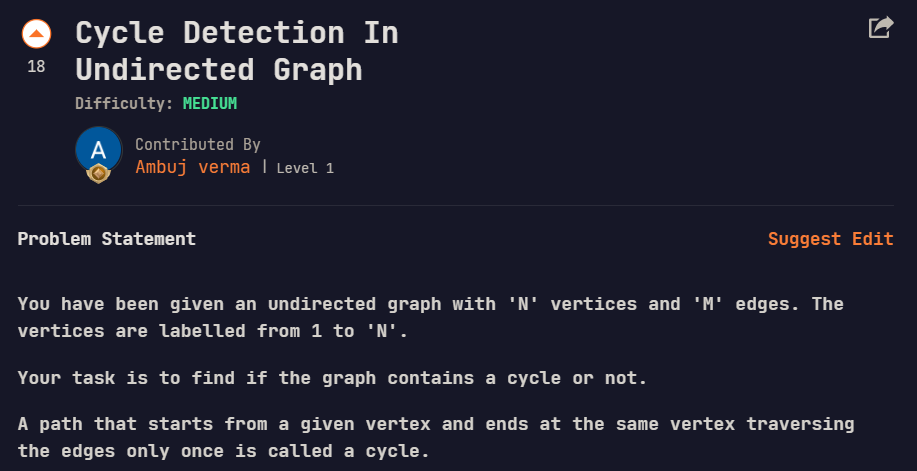 Cycle Detection In
Undirected Graph
18
Difficulty: MEDIUM
A
Contributed By
Ambuj verma | Level 1
Problem Statement
Suggest Edit
You have been given an undirected graph with 'N' vertices and 'M' edges. The
vertices are labelled from 1 to 'N'.
Your task is to find if the graph contains a cycle or not.
A path that starts from a given vertex and ends at the same vertex traversing
the edges only once is called a cycle.